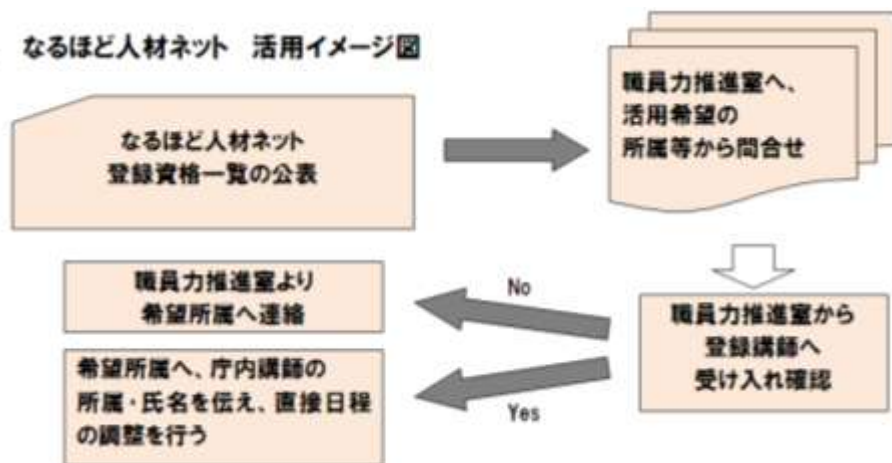 なるほど人材ネット　活用イメージ図
なるほど人材ネット
登録資格一覧の公表
職員力推進室へ、
活用希望の
所属等から問合せ
職員力推進室から
登録講師へ
受け入れ確認
No
職員力推進室より
希望所属へ連絡
Yes
希望所属へ、庁内講師の
所属・氏名を伝え、直接日程
の調整を行う